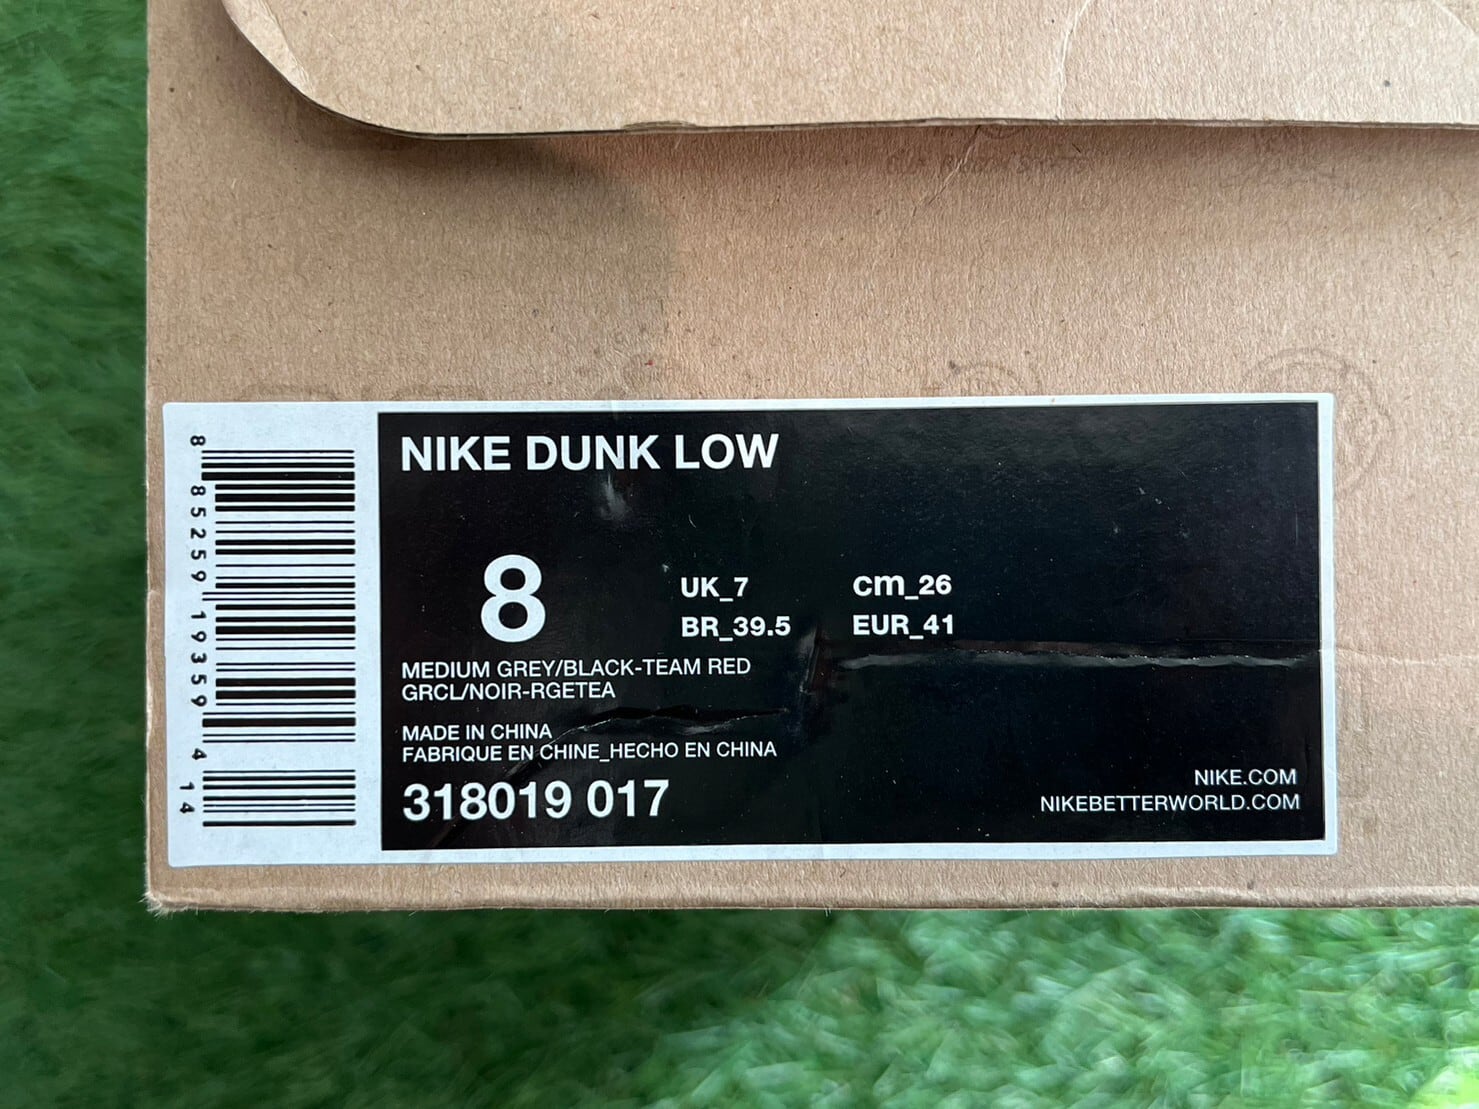 8 85259 19359 4 14
NIKE DUNK LOW
8
UK_7
cm_26
BR_39.5
EUR_41
MEDIUM GREY/BLACK-TEAM RED
GRCL/NOIR-RGETEA
MADE IN CHINA
FABRIQUE EN CHINE_HECHO EN CHINA
318019 017
NIKE.COM
NIKEBETTERWORLD.COM